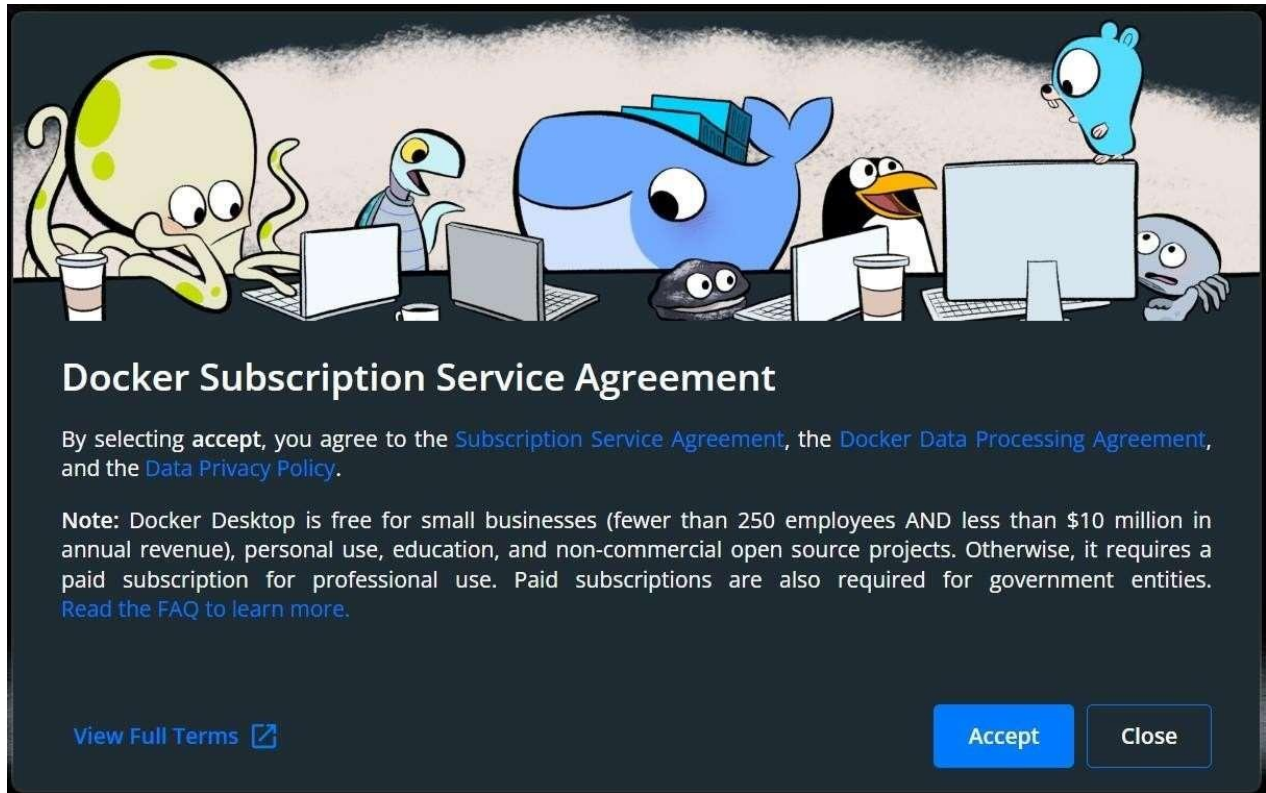 Docker Subscription Service Agreement
By selecting accept, you agree to the Subscription Service Agreement, the Docker Data Processing Agreement,
and the Data Privacy Policy.
Note: Docker Desktop is free for small businesses (fewer than 250 employees AND less than $10 million in
annual revenue), personal use, education, and non-commercial open source projects. Otherwise, it requires a
paid subscription for professional use. Paid subscriptions are also required for government entities.
Read the FAQ to learn more.
View Full Terms
Accept
Close